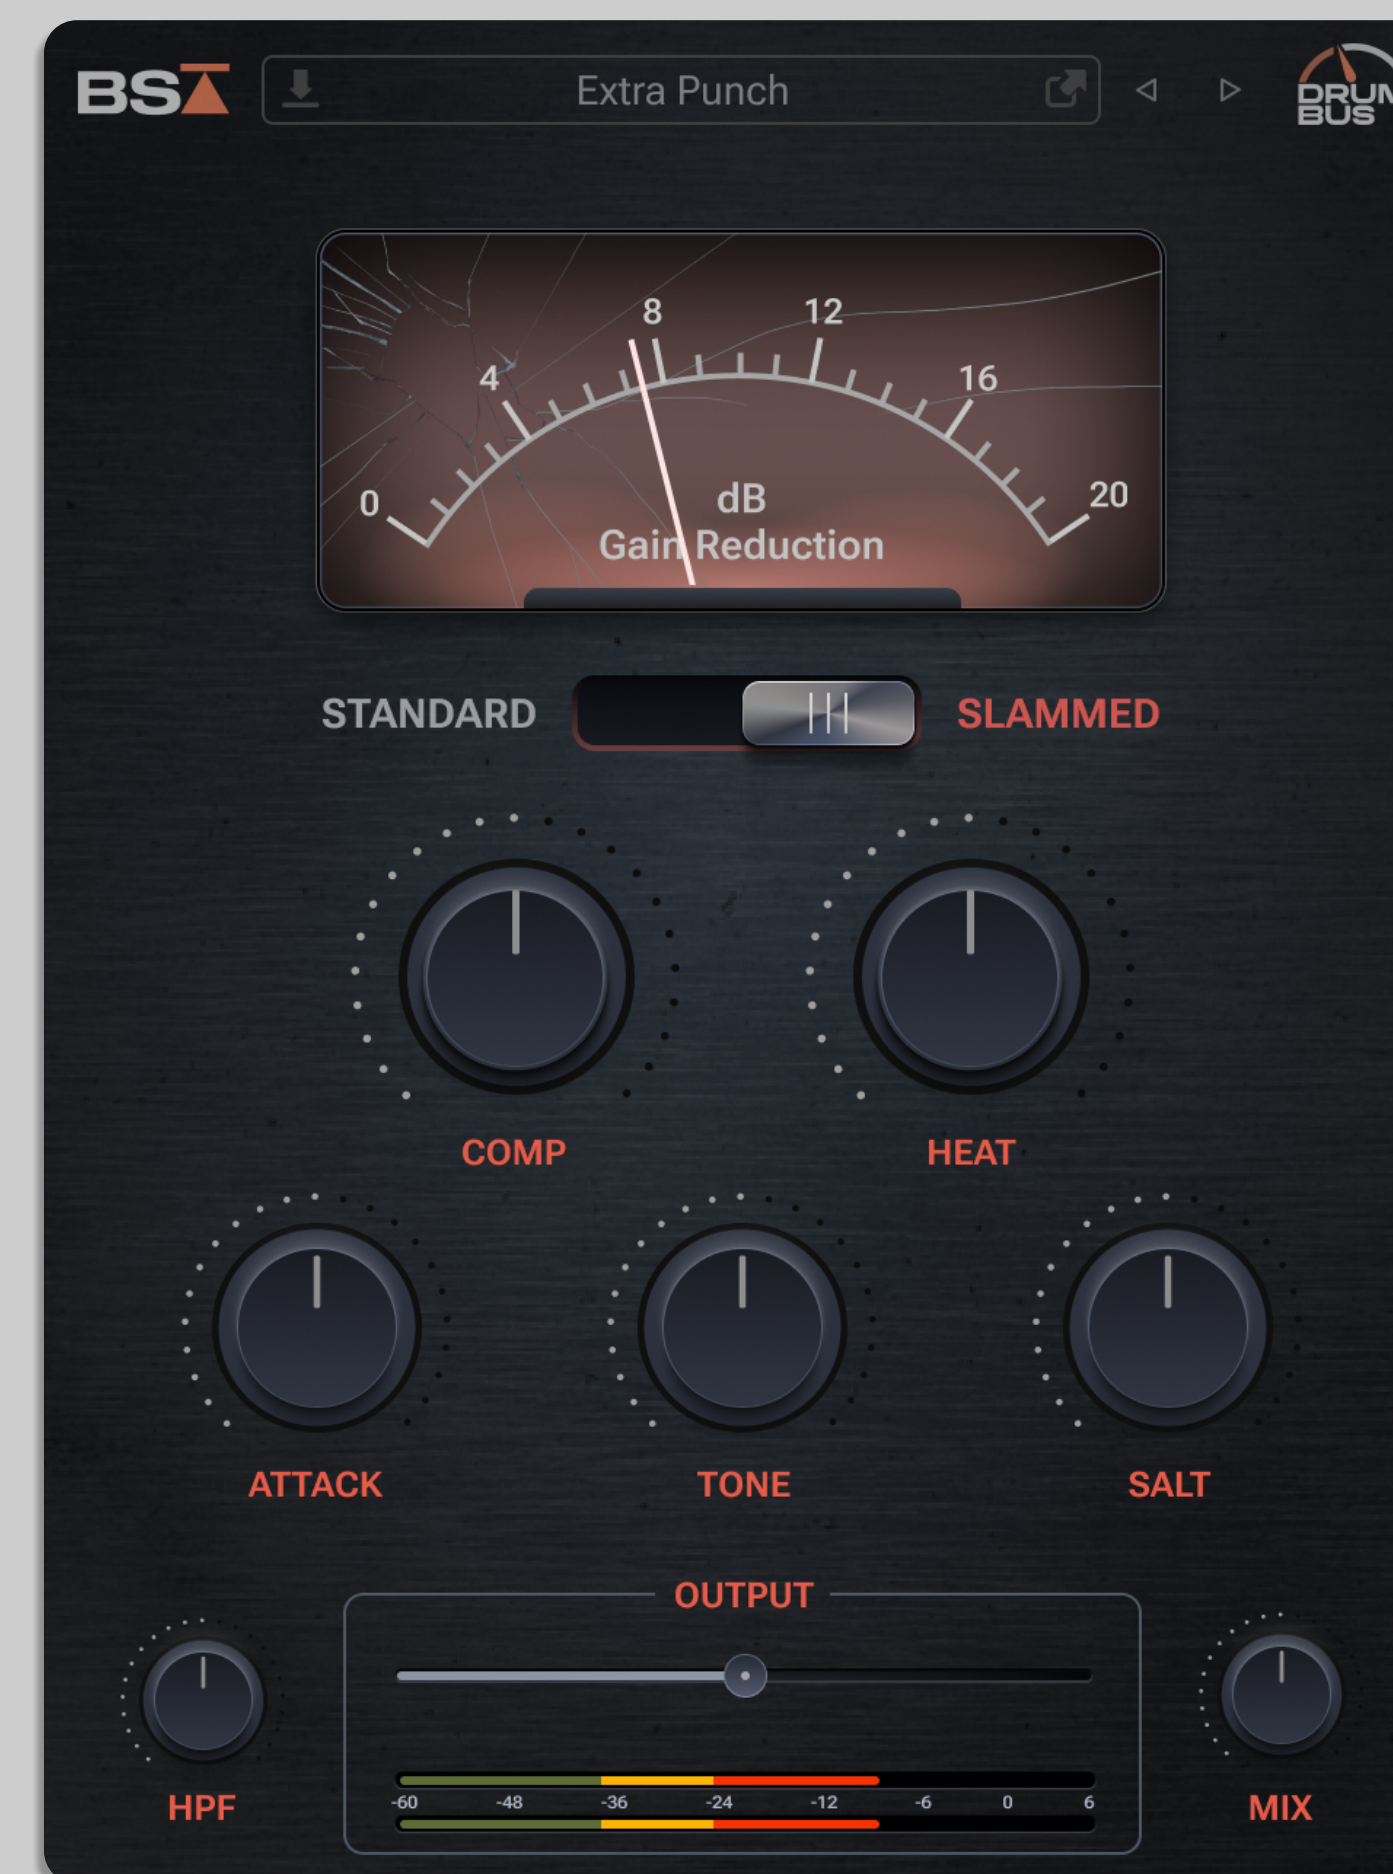 BSA
Extra Punch
DRUM
BUS
0
4
8
12
16
20
dB
Gain Reduction
STANDARD
SLAMMED
COMP
HEAT
ATTACK
TONE
SALT
OUTPUT
HPF
-60 -48 -36 -24 -12 -6 0 6
MIX